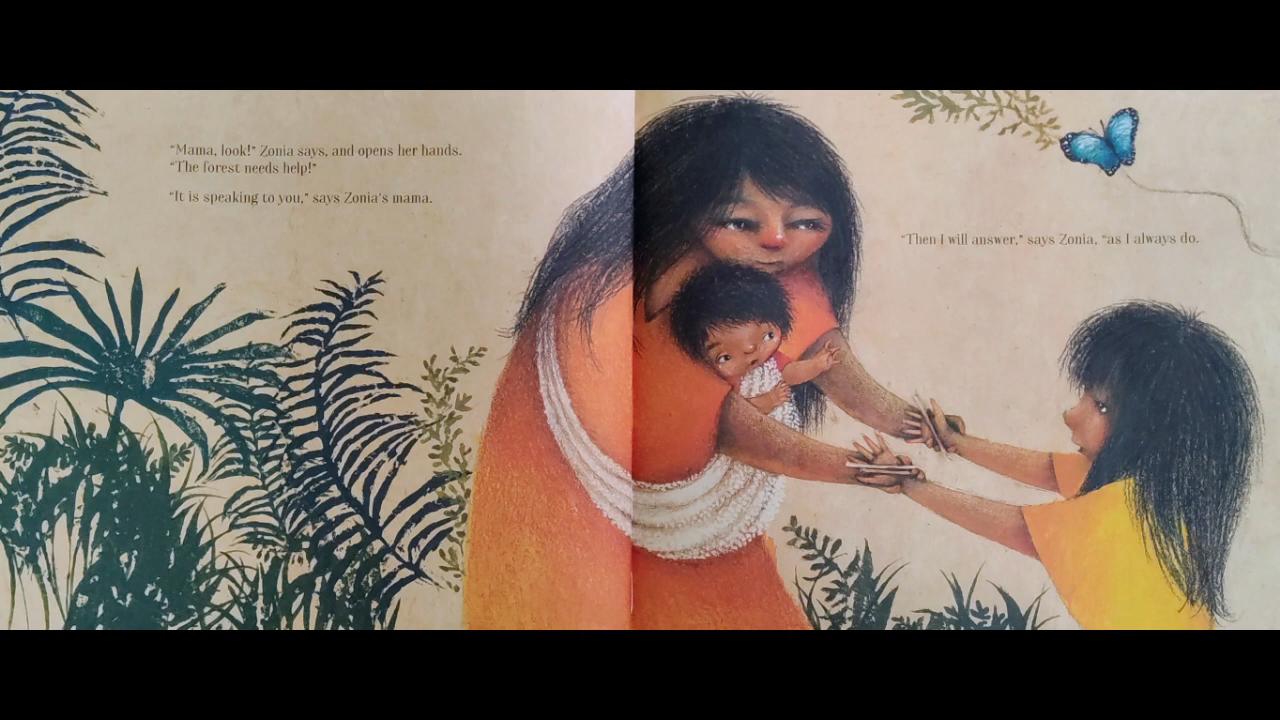 “Mama, look!” Zonia says, and opens her hands.
“The forest needs help!”
“It is speaking to you,” says Zonia’s mama.
“Then I will answer,” says Zonia, “as I always do.